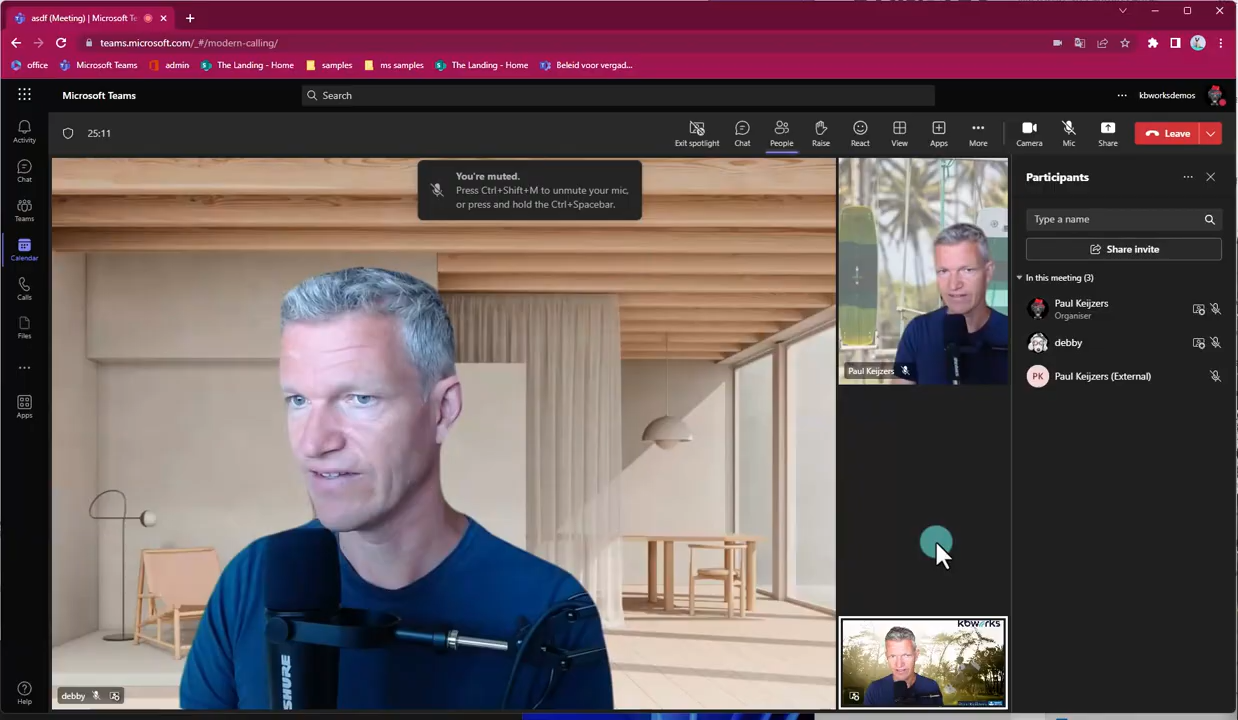 asdf (Meeting) | Microsoft Te
teams.microsoft.com/_#/modern-calling/
office
Microsoft Teams
admin
The Landing - Home
samples
ms samples
The Landing - Home
Beleid voor vergad...
Microsoft Teams
Search
kbworksdemos
25:11
Exit spotlight
Chat
People
Raise
React
View
Apps
More
Camera
Mic
Share
Leave
Activity
Chat
Teams
Calendar
Calls
Files
Apps
Help
You're muted.
Press Ctrl+Shift+M to unmute your mic,
or press and hold the Ctrl+Spacebar.
SHURE
debby
Paul Keijzers
kbworks
Participants
Type a name
Share invite
In this meeting (3)
Paul Keijzers
Organiser
debby
PK
Paul Keijzers (External)